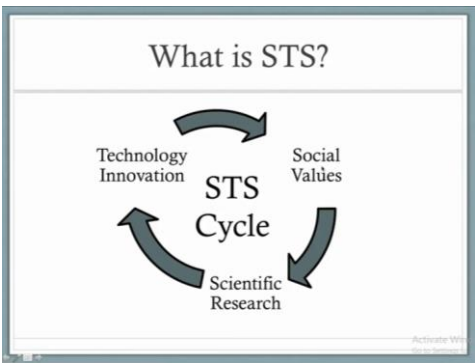 What is STS?
Technology
Innovation
Social
Values
STS
Cycle
Scientific
Research
Activate Wi